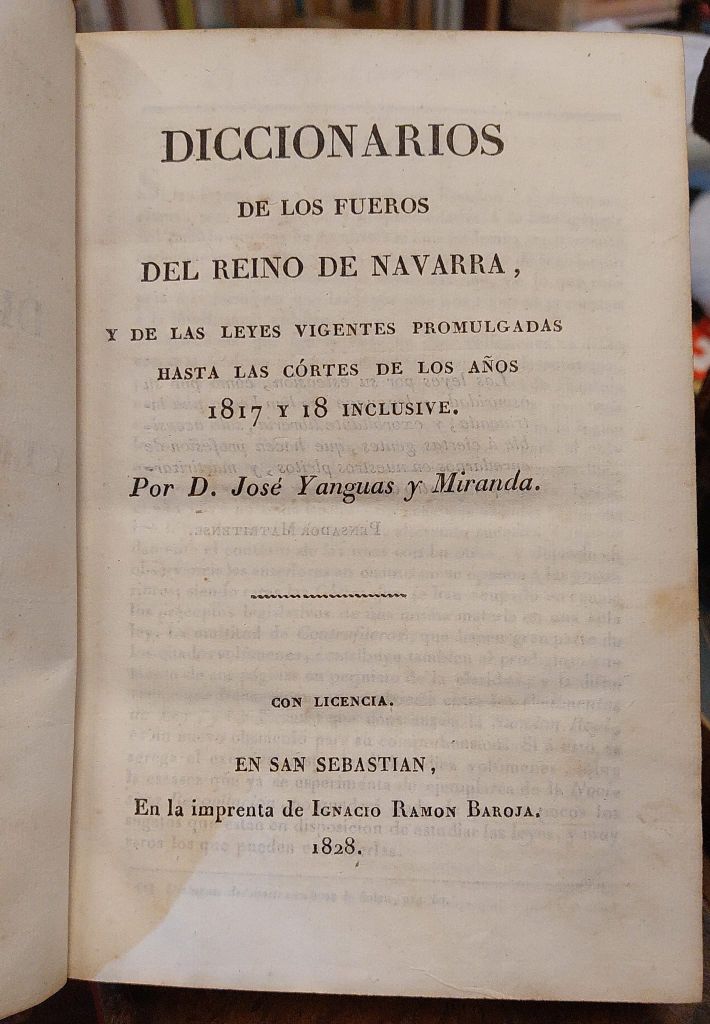 DICCIONARIOS
DE LOS FUEROS
DEL REINO DE NAVARRA,
Y DE LAS LEYES VIGENTES PROMULGADAS
HASTA LAS CÓRTES DE LOS AÑOS
1817 Y 18 INCLUSIVE.
Por D. José Yanguas y Miranda.
CON LICENCIA.
EN SAN SEBASTIAN,
En la imprenta de IGNACIO RAMON BAROJA.
1828.